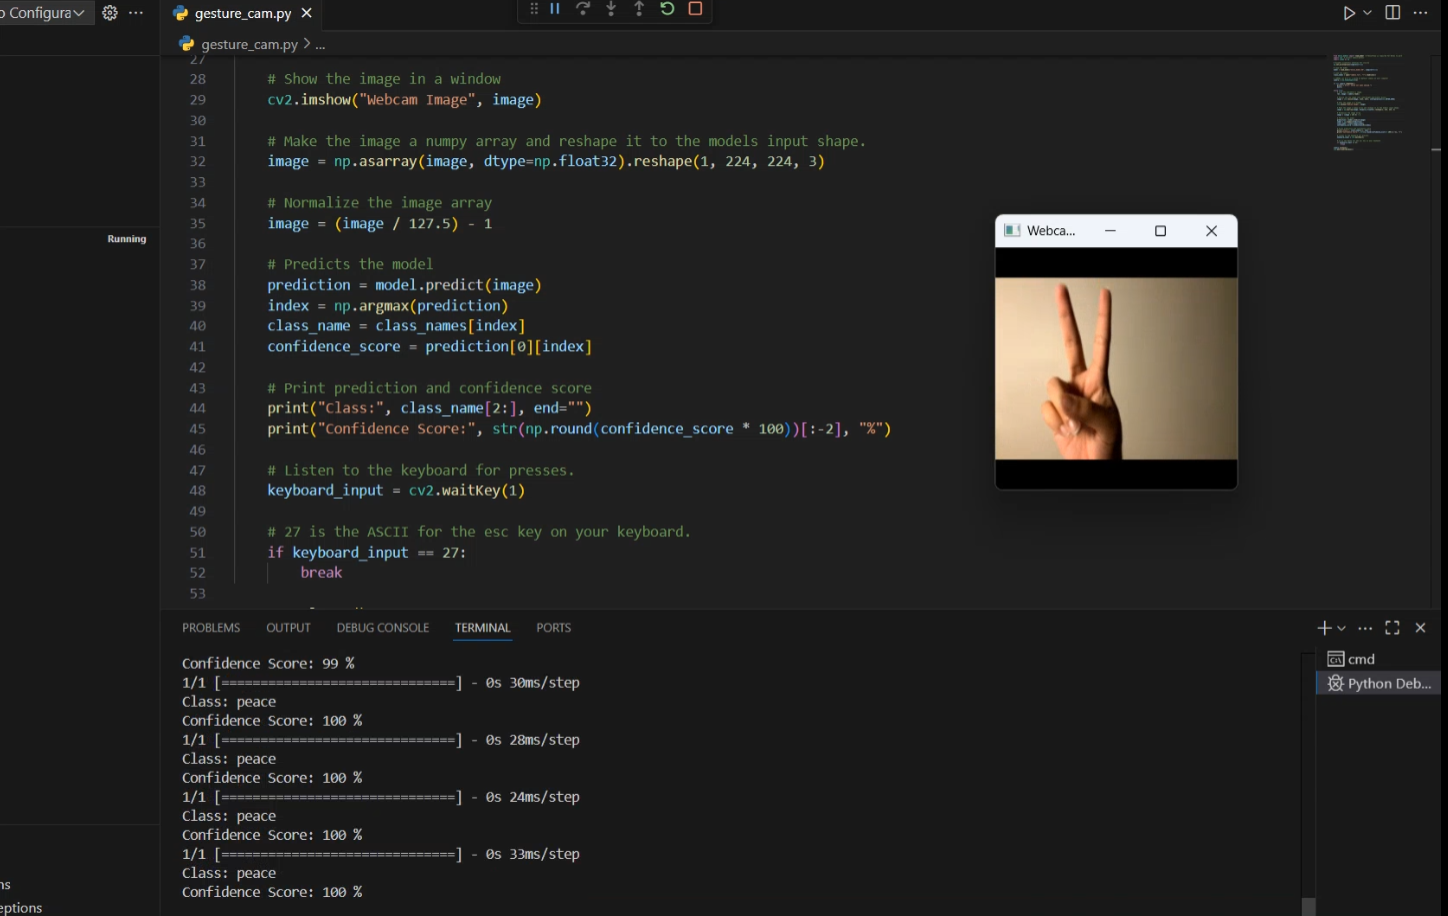 o Configura
gesture_cam.py
gesture_cam.py > ...
27
28 # Show the image in a window
29 cv2.imshow("Webcam Image", image)
30
31 # Make the image a numpy array and reshape it to the models input shape.
32 image = np.asarray(image, dtype=np.float32).reshape(1, 224, 224, 3)
33
34 # Normalize the image array
35 image = (image / 127.5) - 1
36
37 # Predicts the model
38 prediction = model.predict(image)
39 index = np.argmax(prediction)
40 class_name = class_names[index]
41 confidence_score = prediction[0][index]
42
43 # Print prediction and confidence score
44 print("Class:", class_name[2:], end="")
45 print("Confidence Score:", str(np.round(confidence_score * 100))[:-2], "%")
46
47 # Listen to the keyboard for presses.
48 keyboard_input = cv2.waitKey(1)
49
50 # 27 is the ASCII for the esc key on your keyboard.
51 if keyboard_input == 27:
52 break
53
Running
Webca...
PROBLEMS OUTPUT DEBUG CONSOLE TERMINAL PORTS
Confidence Score: 99 %
1/1 [==============================] - 0s 30ms/step
Class: peace
Confidence Score: 100 %
1/1 [==============================] - 0s 28ms/step
Class: peace
Confidence Score: 100 %
1/1 [==============================] - 0s 24ms/step
Class: peace
Confidence Score: 100 %
1/1 [==============================] - 0s 33ms/step
Class: peace
Confidence Score: 100 %
cmd
Python Deb...
ns
eptions